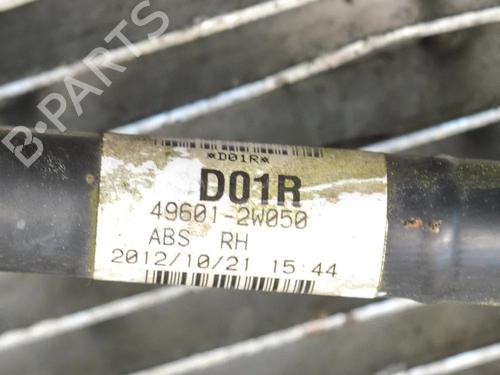 B-PARTS
*D01R*
D01R
49601-2W050
ABS RH
2012/10/21 15:44